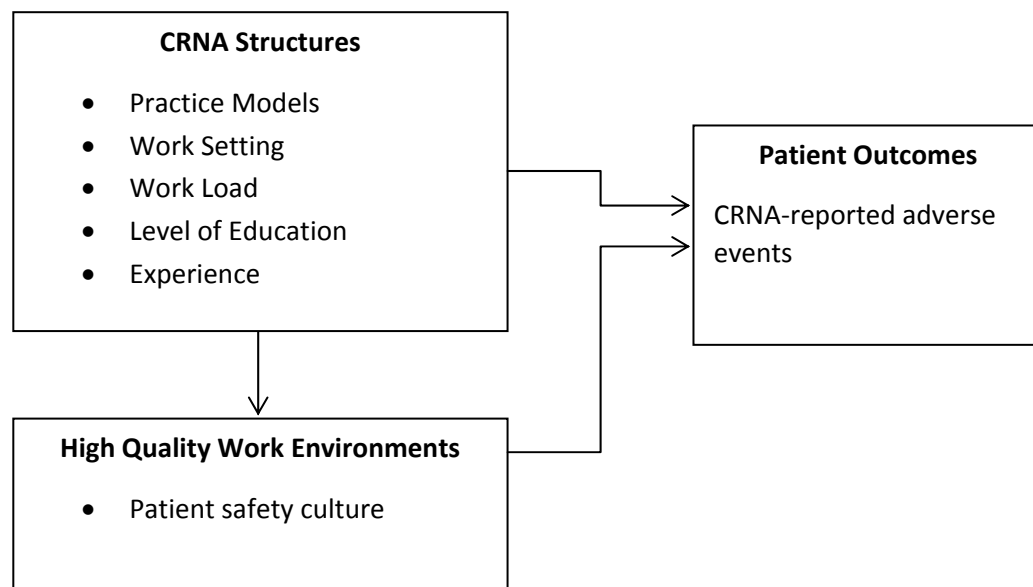 CRNA Structures
• Practice Models
• Work Setting
• Work Load
• Level of Education
• Experience
Patient Outcomes
CRNA-reported adverse
events
High Quality Work Environments
• Patient safety culture